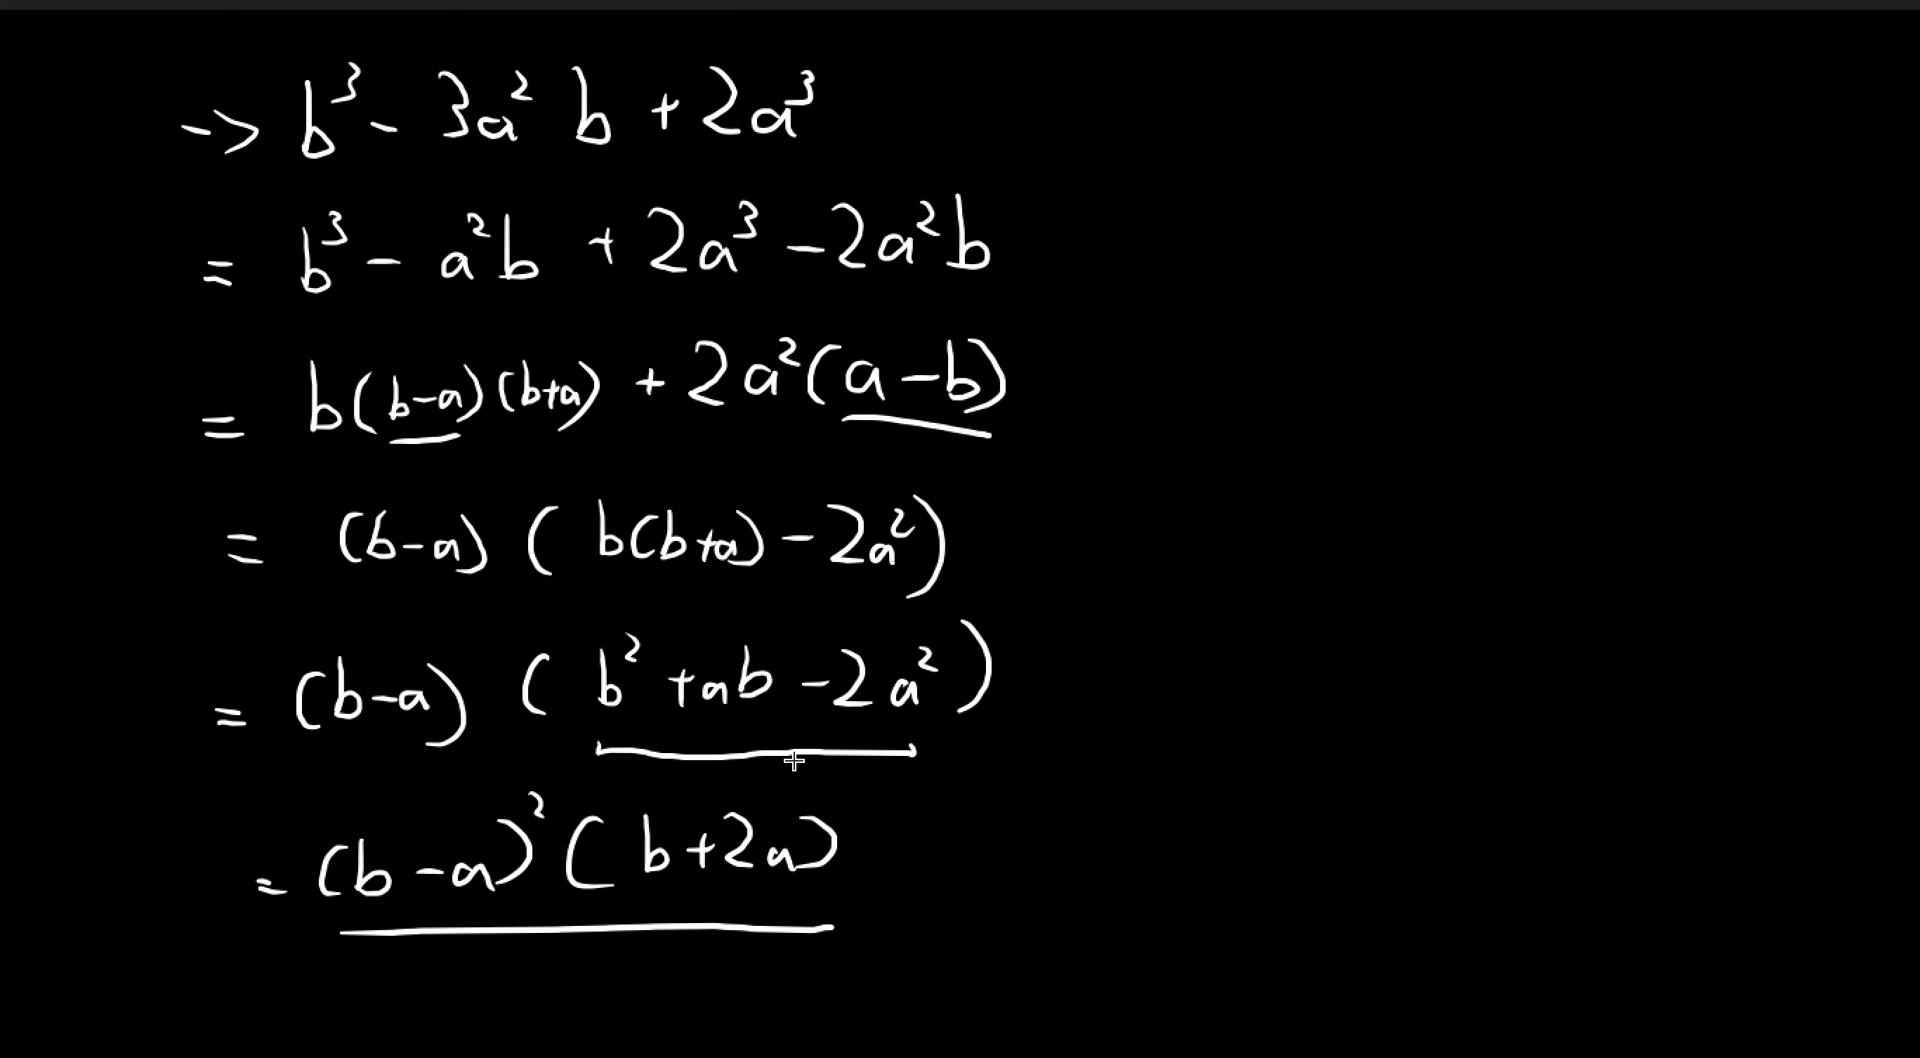 -> b³ - 3a² b + 2a³
= b³ - a²b + 2a³ - 2a²b
= b(b-a)(b+a) + 2a²(a-b)
= (b-a) ( b(b+a) - 2a²)
= (b-a) ( b² + ab - 2a² )
= (b-a)² ( b+2a)